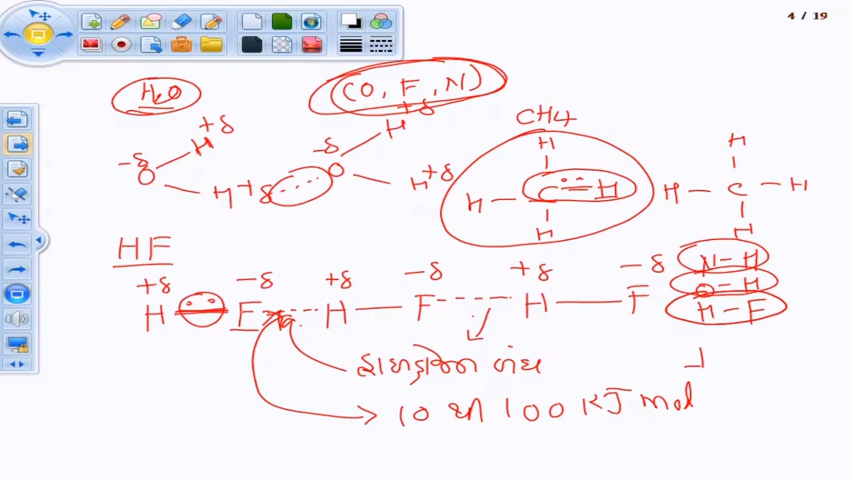 4 / 19
H₂O (O, F, N)
CH4
-δ O H +δ H +δ -δ O H +δ H +δ
H H C H H
H H C H H
HF
+δ -δ +δ -δ +δ -δ
H F H — F H — F
N - H
O - H
H - F
હાઇડ્રોજન બંધ
10 થી 100 KJ mol